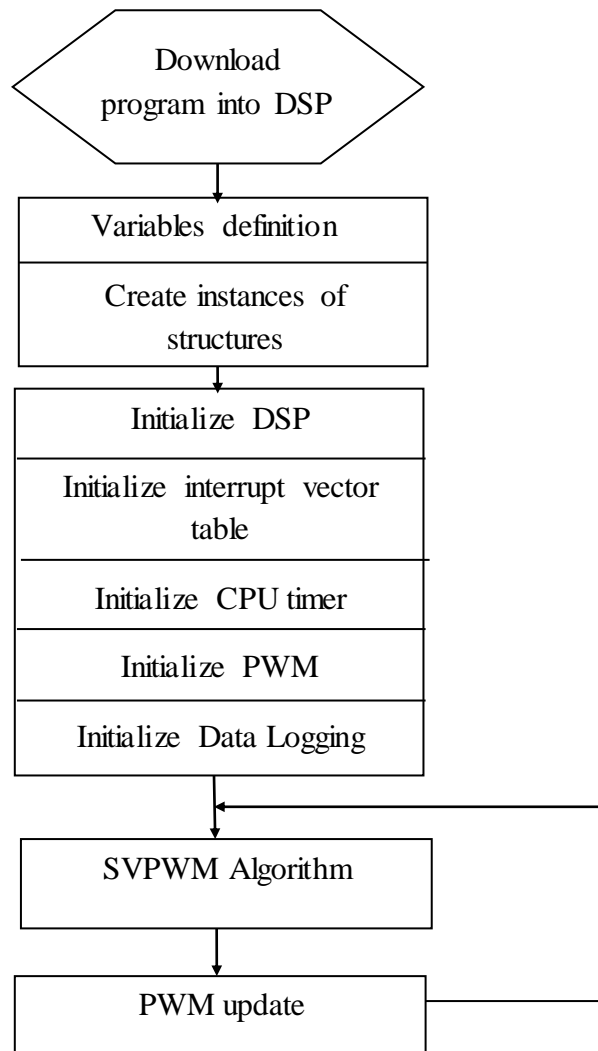 Download
program into DSP
Variables definition
Create instances of
structures
Initialize DSP
Initialize interrupt vector
table
Initialize CPU timer
Initialize PWM
Initialize Data Logging
SVPWM Algorithm
PWM update